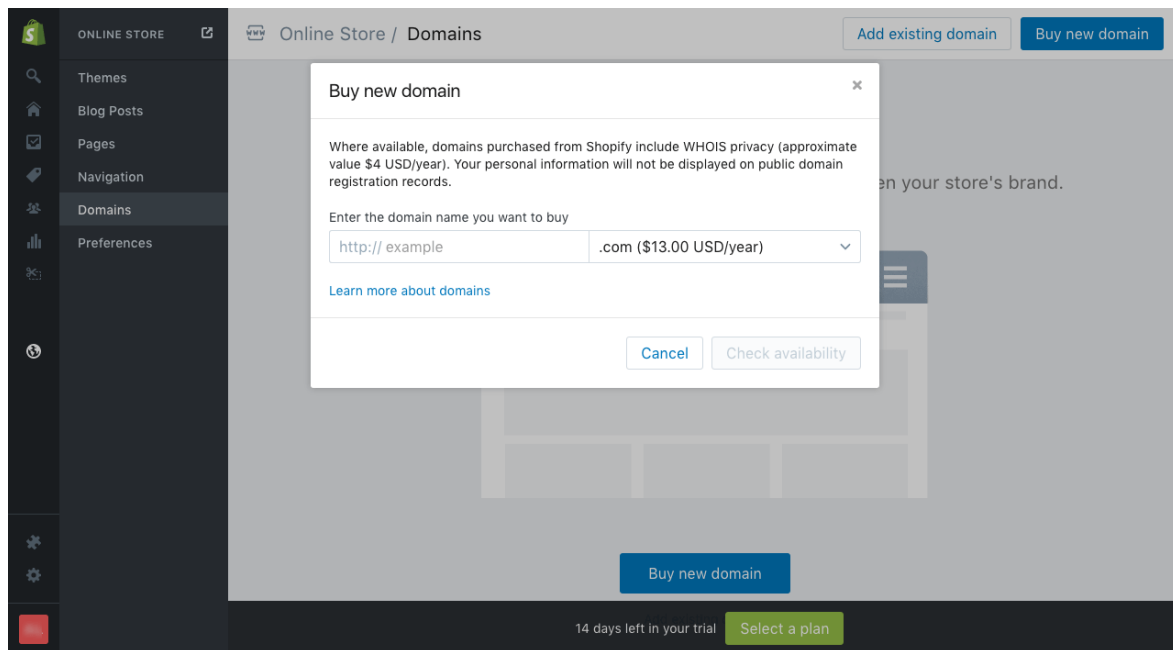 ONLINE STORE
Themes
Blog Posts
Pages
Navigation
Domains
Preferences
Online Store / Domains
Add existing domain
Buy new domain
Buy new domain
×
Where available, domains purchased from Shopify include WHOIS privacy (approximate
value $4 USD/year). Your personal information will not be displayed on public domain
registration records.
en your store's brand.
Enter the domain name you want to buy
http:// example
.com ($13.00 USD/year)
Learn more about domains
Cancel
Check availability
Buy new domain
14 days left in your trial
Select a plan